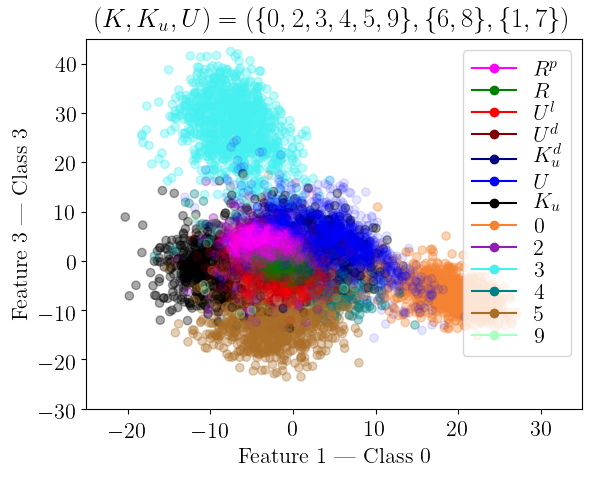 (K, K_u, U) = ({0, 2, 3, 4, 5, 9}, {6, 8}, {1, 7})
40
30
20
10
0
−10
−20
−30
Feature 3 — Class 3
R^p
R
U^l
U^d
K_u^d
U
K_u
0
2
3
4
5
9
−20 −10 0 10 20 30
Feature 1 — Class 0